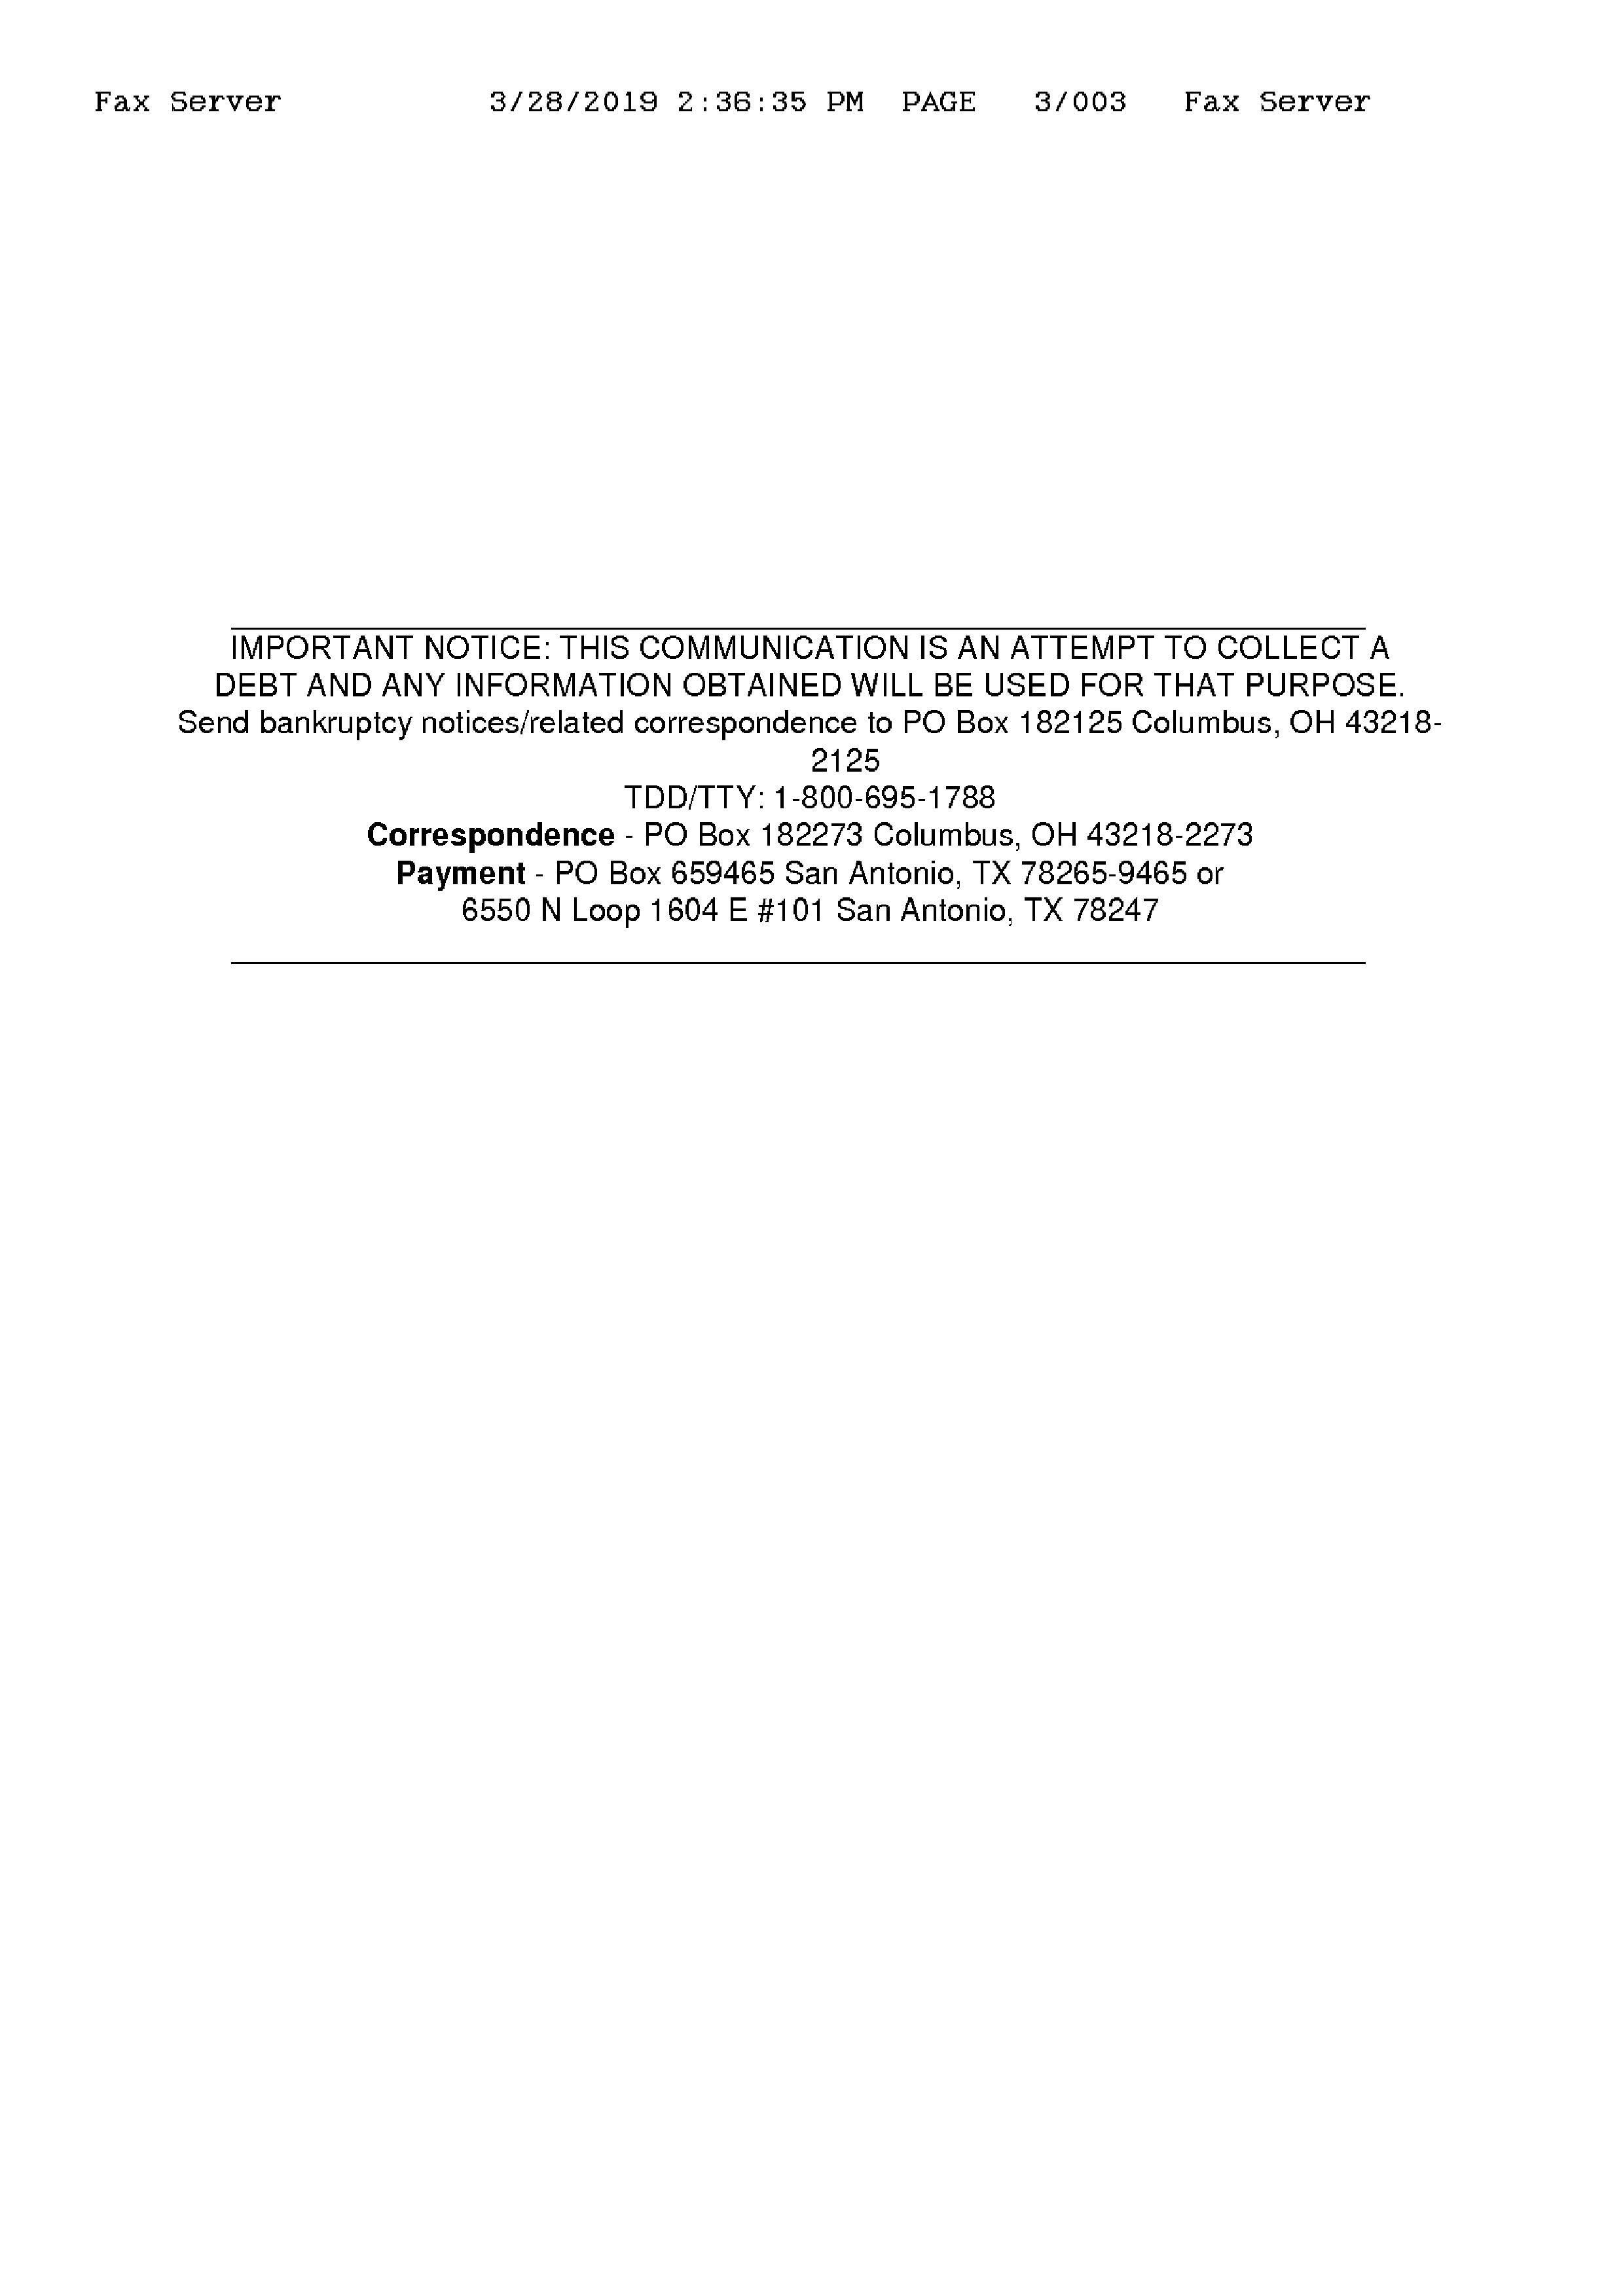 Fax Server 3/28/2019 2:36:35 PM PAGE 3/003 Fax Server
IMPORTANT NOTICE: THIS COMMUNICATION IS AN ATTEMPT TO COLLECT A
DEBT AND ANY INFORMATION OBTAINED WILL BE USED FOR THAT PURPOSE.
Send bankruptcy notices/related correspondence to PO Box 182125 Columbus, OH 43218-
2125
TDD/TTY: 1-800-695-1788
Correspondence - PO Box 182273 Columbus, OH 43218-2273
Payment - PO Box 659465 San Antonio, TX 78265-9465 or
6550 N Loop 1604 E #101 San Antonio, TX 78247